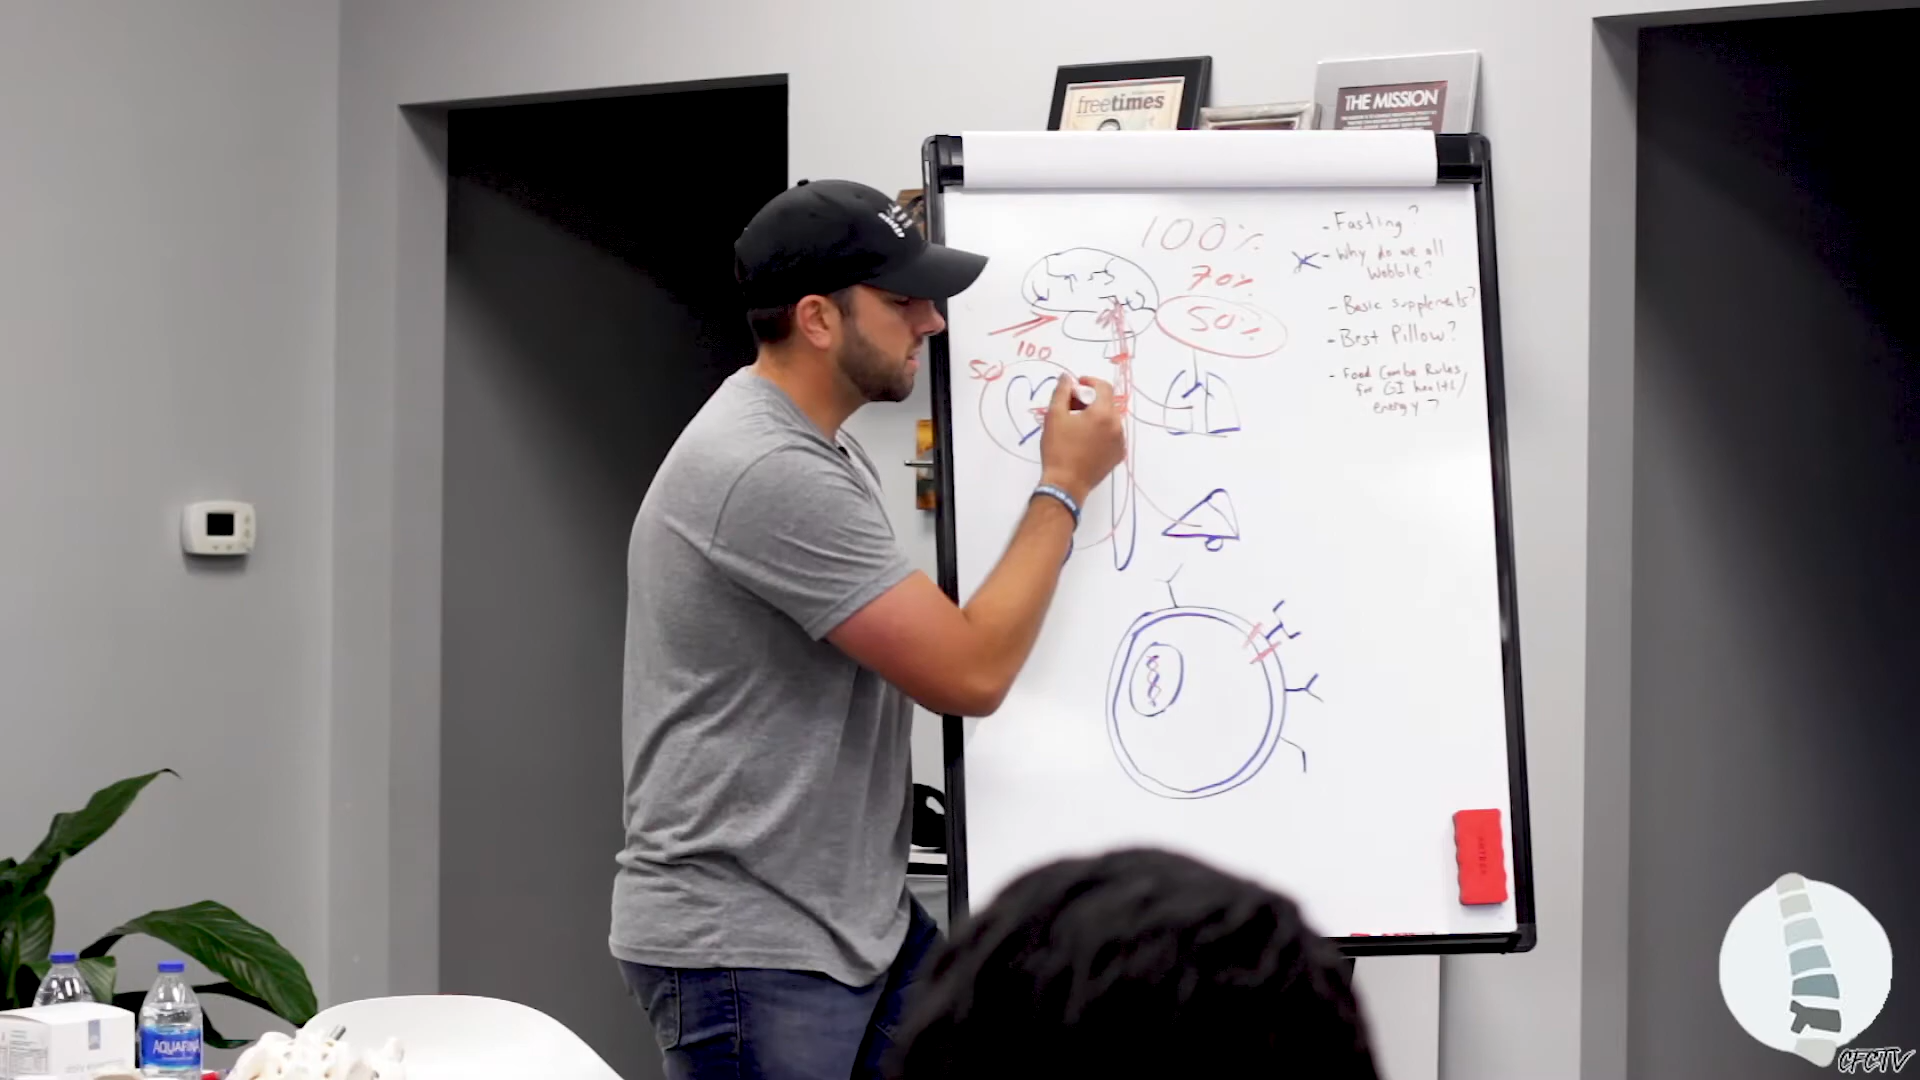 freetimes
THE MISSION
100%
70%
50%
100
50
- Fasting?
- Why do we all
Wobble?
- Basic supplements?
- Best Pillow?
- Food Combo Rules
for GI health/
energy?
AQUAFINA
CFCTV